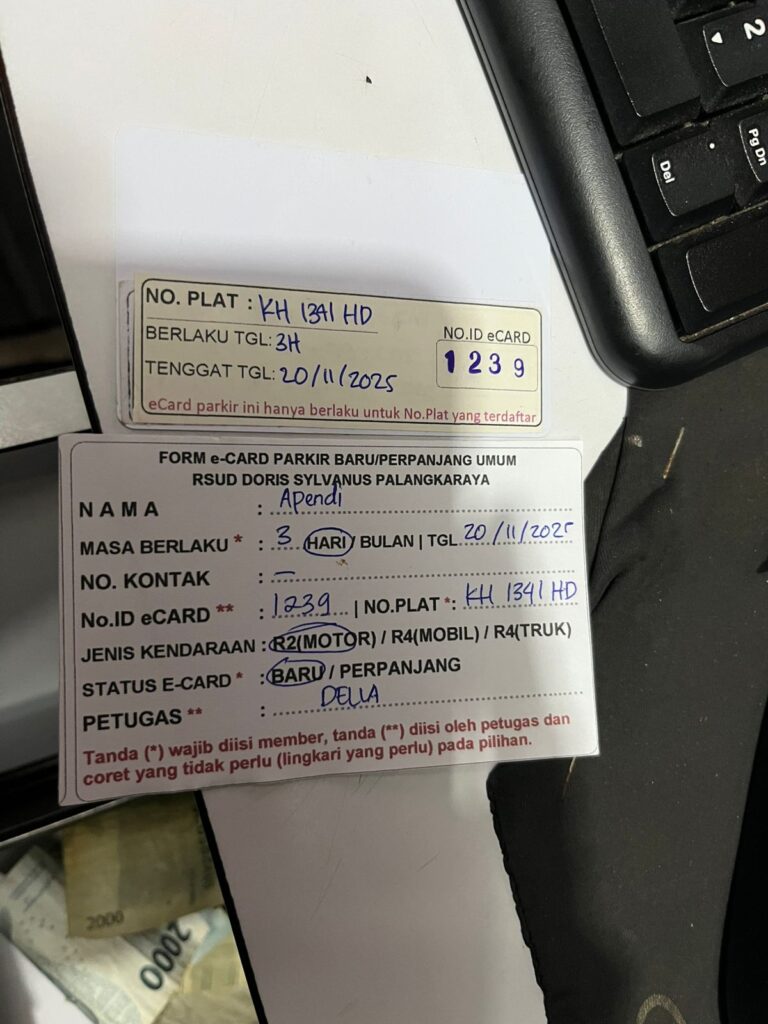 NO. PLAT : KH 1341 HD
BERLAKU TGL: 3H
NO.ID eCARD
1239
TENGGAT TGL: 20/11/2025
eCard parkir ini hanya berlaku untuk No.Plat yang terdaftar
FORM e-CARD PARKIR BARU/PERPANJANG UMUM
RSUD DORIS SYLVANUS PALANGKARAYA
NAMA : Apendi
MASA BERLAKU * : 3 HARI / BULAN | TGL 20/11/2025
NO. KONTAK : –
No.ID eCARD ** : 1239 | NO.PLAT *: KH 1341 HD
JENIS KENDARAAN : R2(MOTOR) / R4(MOBIL) / R4(TRUK)
STATUS E-CARD * : BARU / PERPANJANG
PETUGAS ** : DELLA
Tanda (*) wajib diisi member, tanda (**) diisi oleh petugas dan
coret yang tidak perlu (lingkari yang perlu) pada pilihan.
2
Pg Dn
Del
2000
2000